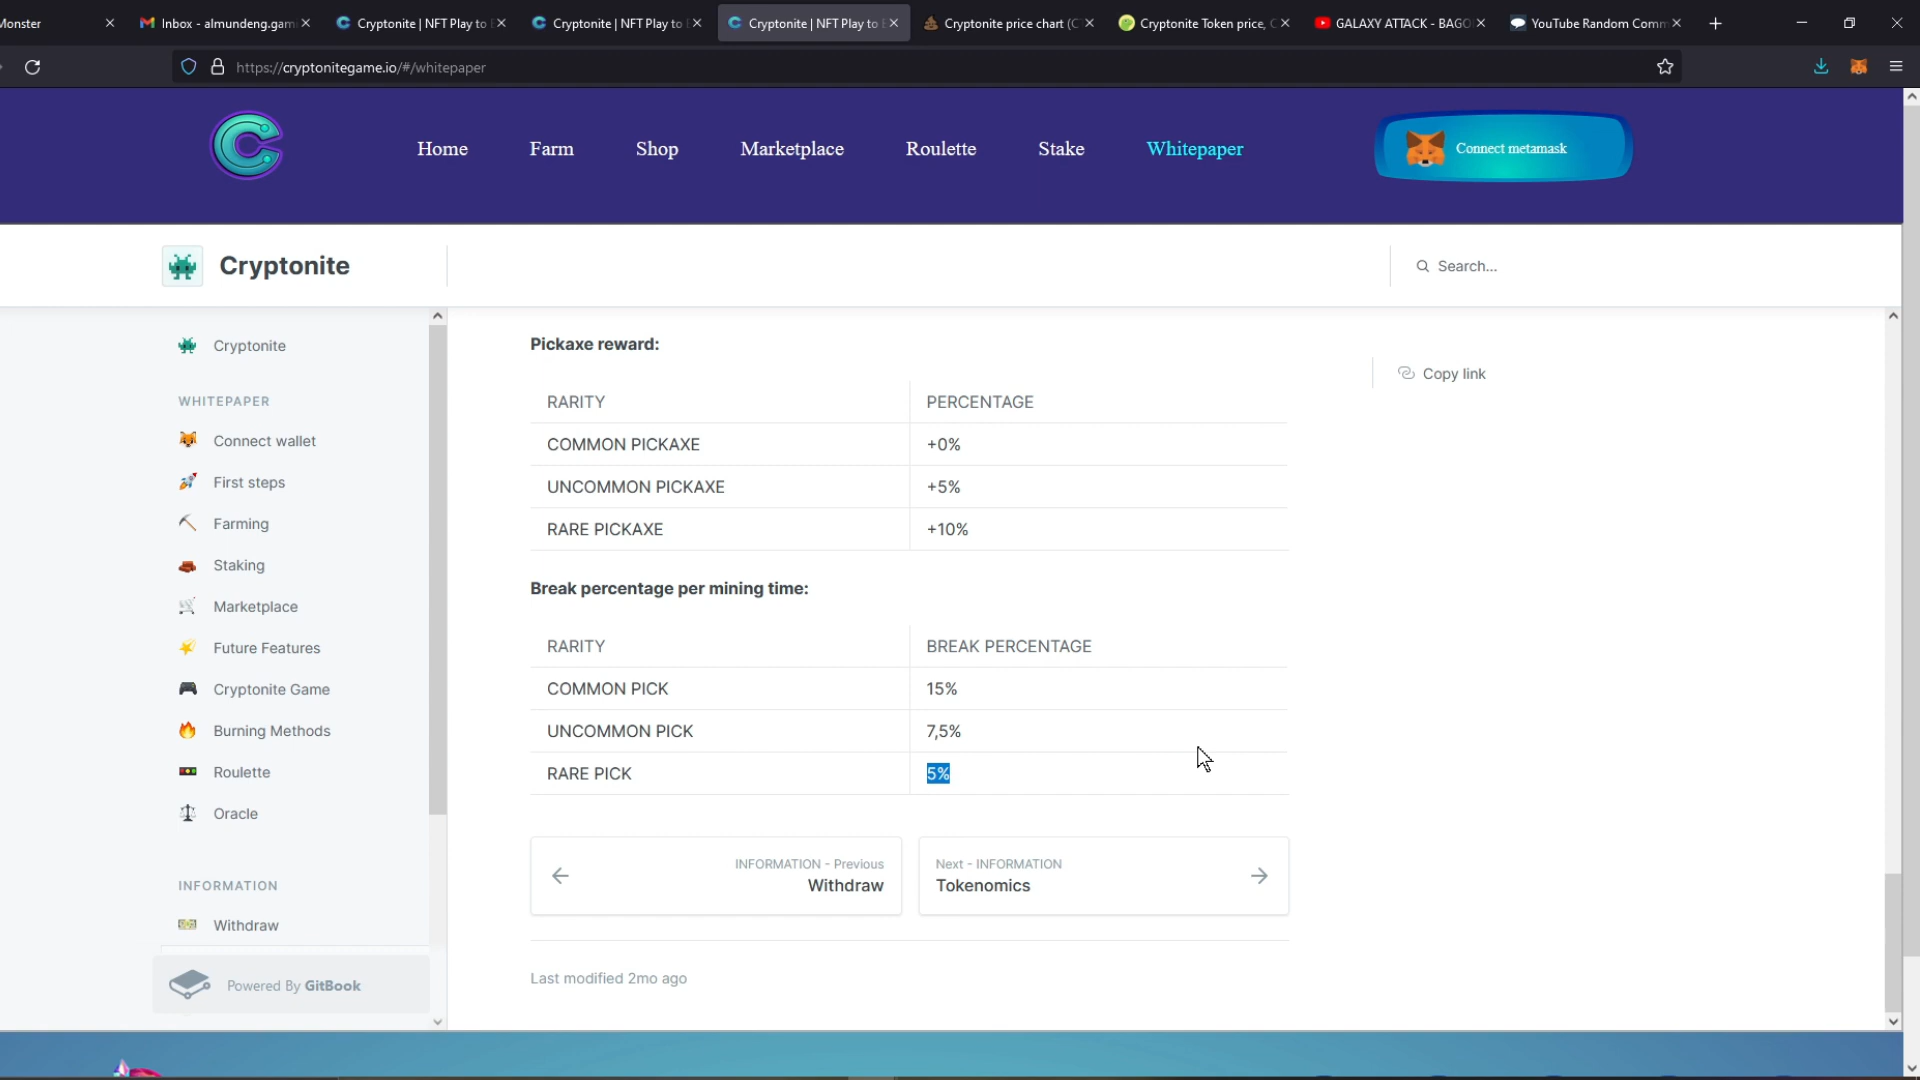 Monster
Inbox - almundeng.gam
Cryptonite | NFT Play to
Cryptonite | NFT Play to
Cryptonite | NFT Play to E
Cryptonite price chart (C
Cryptonite Token price, C
GALAXY ATTACK - BAGO
YouTube Random Comm
https://cryptonitegame.io/#/whitepaper
Home
Farm
Shop
Marketplace
Roulette
Stake
Whitepaper
Connect metamask
Cryptonite
Search...
Cryptonite
WHITEPAPER
Connect wallet
First steps
Farming
Staking
Marketplace
Future Features
Cryptonite Game
Burning Methods
Roulette
Oracle
INFORMATION
Withdraw
Powered By GitBook
Pickaxe reward:
RARITY PERCENTAGE
COMMON PICKAXE +0%
UNCOMMON PICKAXE +5%
RARE PICKAXE +10%
Break percentage per mining time:
RARITY BREAK PERCENTAGE
COMMON PICK 15%
UNCOMMON PICK 7,5%
RARE PICK 5%
INFORMATION - Previous
Withdraw
Next - INFORMATION
Tokenomics
Last modified 2mo ago
Copy link